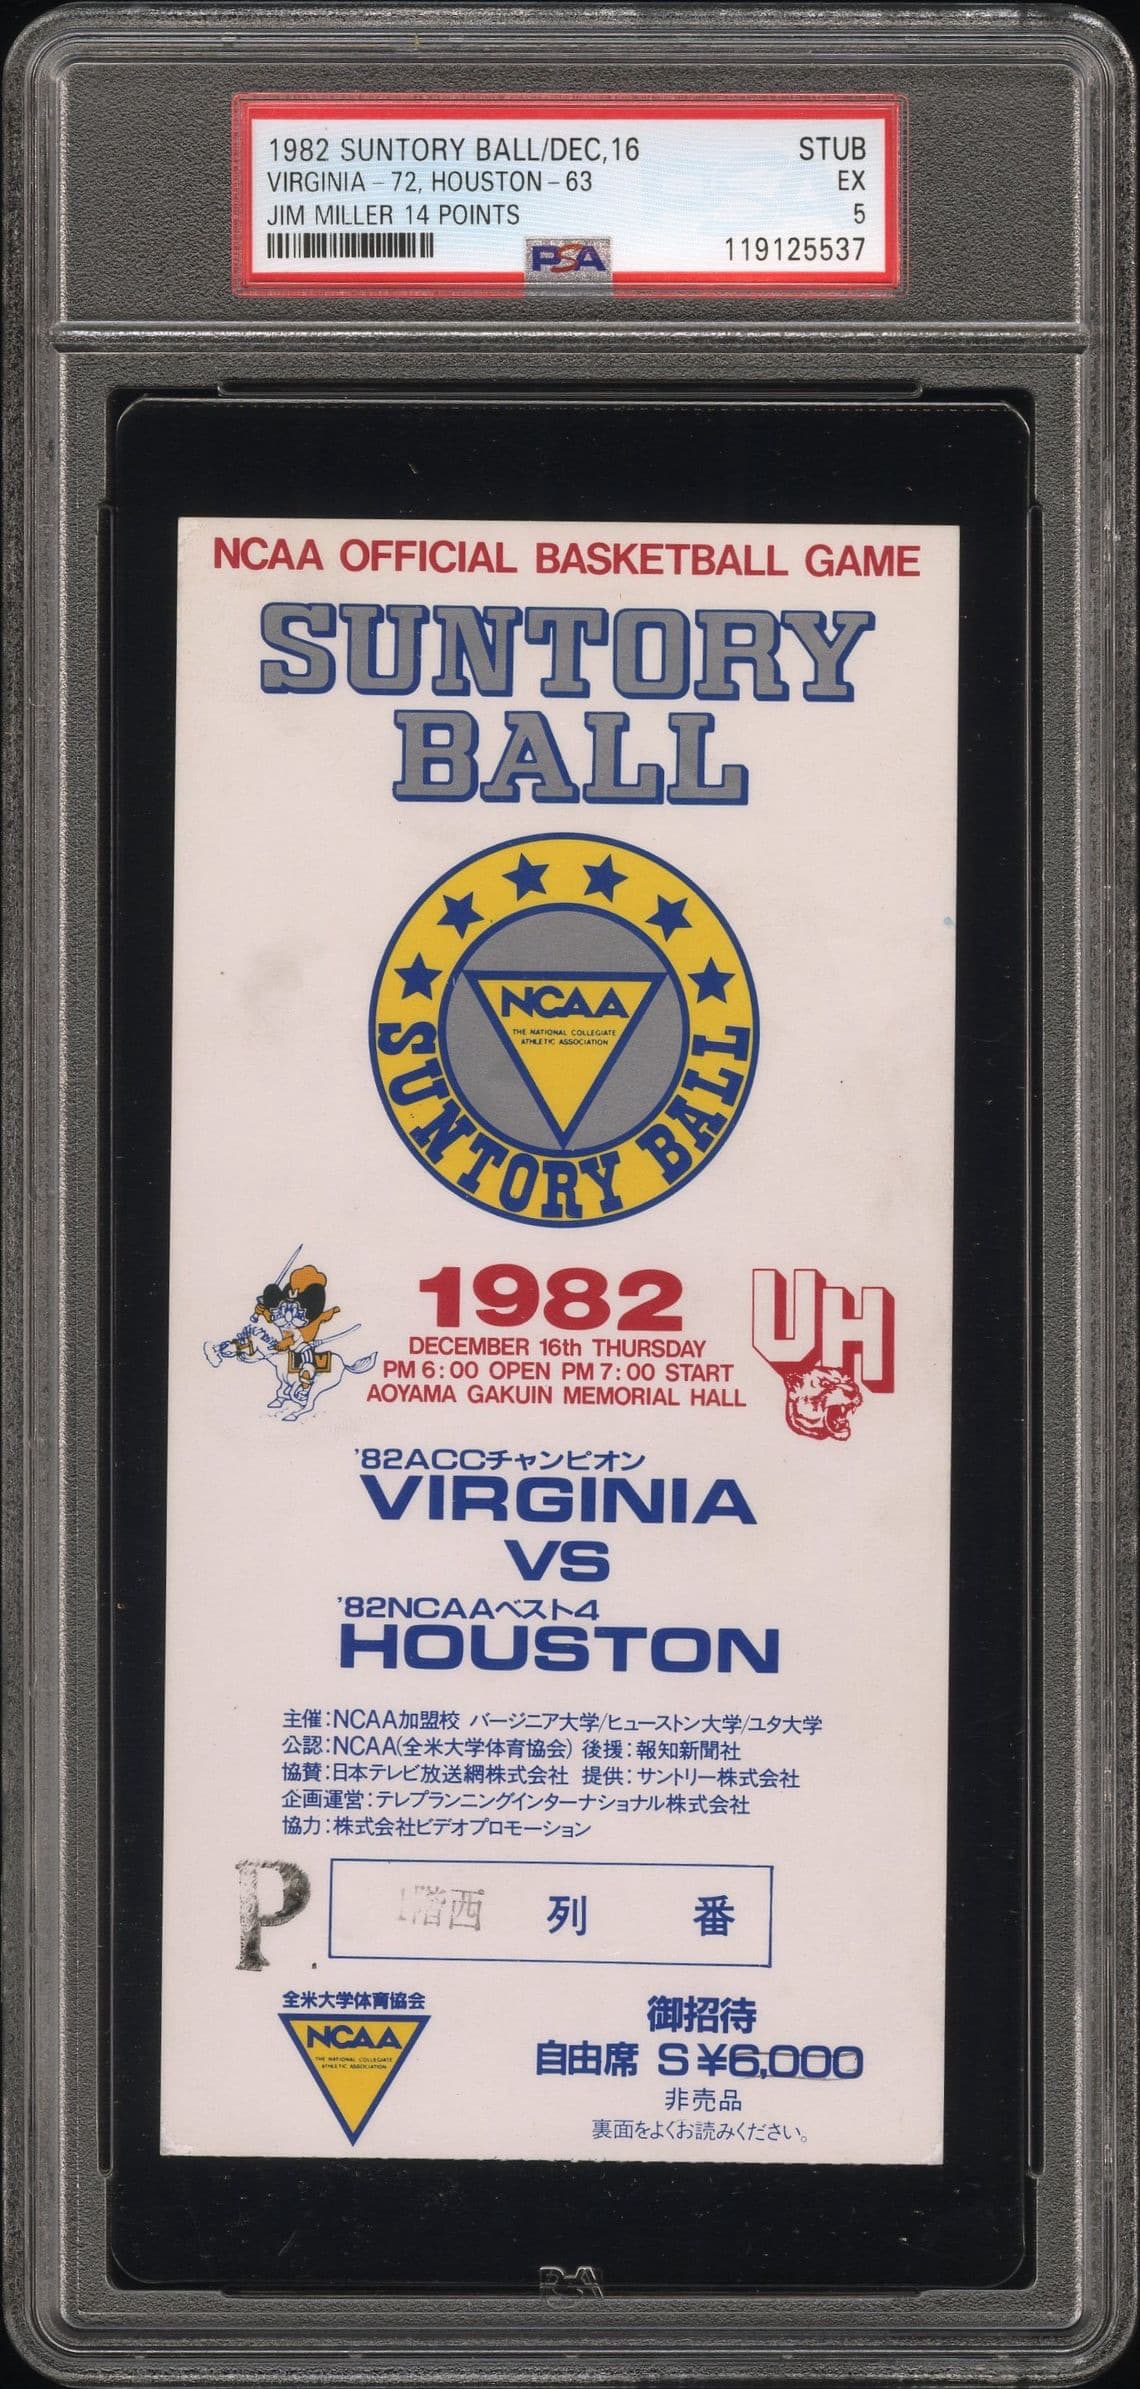 1982 SUNTORY BALL/DEC,16 STUB
VIRGINIA - 72, HOUSTON - 63 EX
JIM MILLER 14 POINTS 5
PSA 119125537
NCAA OFFICIAL BASKETBALL GAME
SUNTORY
BALL
NCAA
THE NATIONAL COLLEGIATE
ATHLETIC ASSOCIATION
SUNTORY BALL
1982
DECEMBER 16th THURSDAY
PM 6:00 OPEN PM 7:00 START
AOYAMA GAKUIN MEMORIAL HALL
V
UH
'82ACCチャンピオン
VIRGINIA
VS
'82NCAAベスト4
HOUSTON
主催:NCAA加盟校 バージニア大学/ヒューストン大学/ユタ大学
公認:NCAA(全米大学体育協会) 後援:報知新聞社
協賛:日本テレビ放送網株式会社 提供:サントリー株式会社
企画運営:テレプランニングインターナショナル株式会社
協力:株式会社ビデオプロモーション
P. 1階西 列 番
全米大学体育協会
NCAA
THE NATIONAL COLLEGIATE
ATHLETIC ASSOCIATION
御招待
自由席 S ¥6,000
非売品
裏面をよくお読みください。
PSA